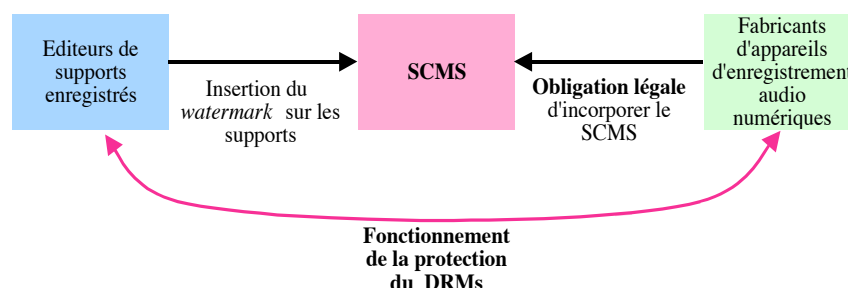 Editeurs de
supports
enregistrés
Insertion du
watermark sur les
supports
SCMS
Obligation légale
d'incorporer le
SCMS
Fabricants
d'appareils
d'enregistrement
audio
numériques
Fonctionnement
de la protection
du DRMs